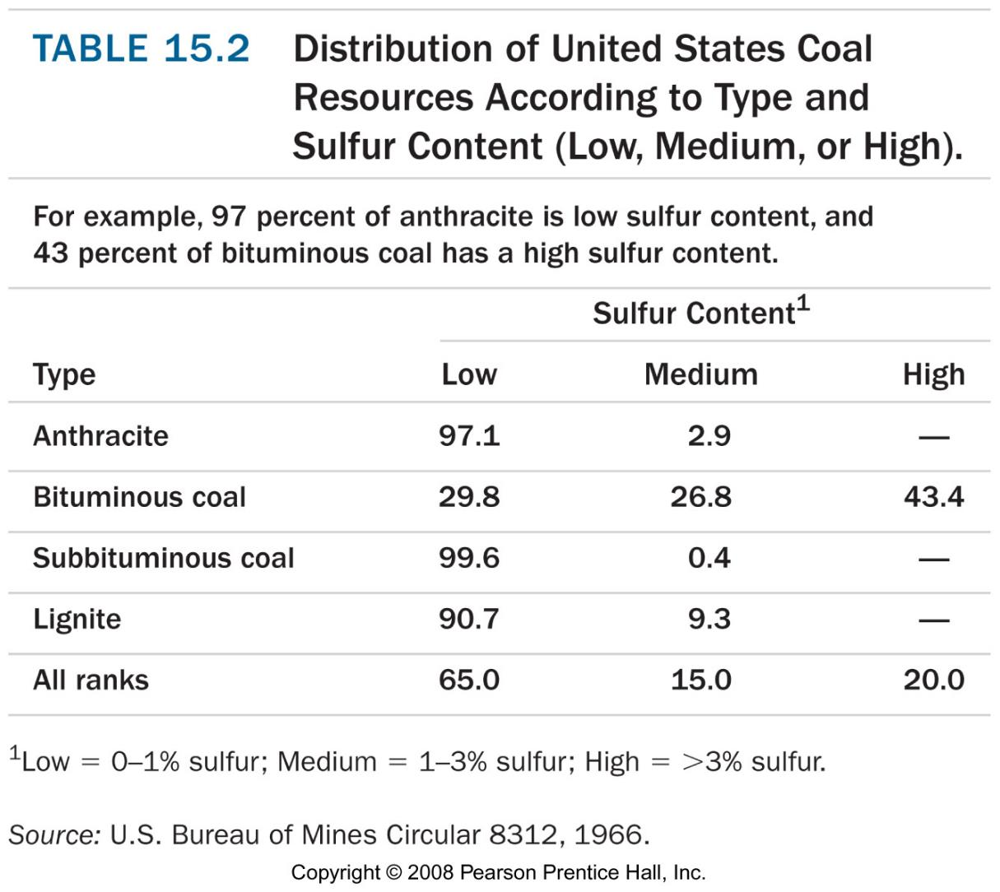 TABLE 15.2 Distribution of United States Coal
Resources According to Type and
Sulfur Content (Low, Medium, or High).
For example, 97 percent of anthracite is low sulfur content, and
43 percent of bituminous coal has a high sulfur content.
Sulfur Content¹
Type Low Medium High
Anthracite 97.1 2.9 —
Bituminous coal 29.8 26.8 43.4
Subbituminous coal 99.6 0.4 —
Lignite 90.7 9.3 —
All ranks 65.0 15.0 20.0
¹Low = 0–1% sulfur; Medium = 1–3% sulfur; High = >3% sulfur.
Source: U.S. Bureau of Mines Circular 8312, 1966.
Copyright © 2008 Pearson Prentice Hall, Inc.